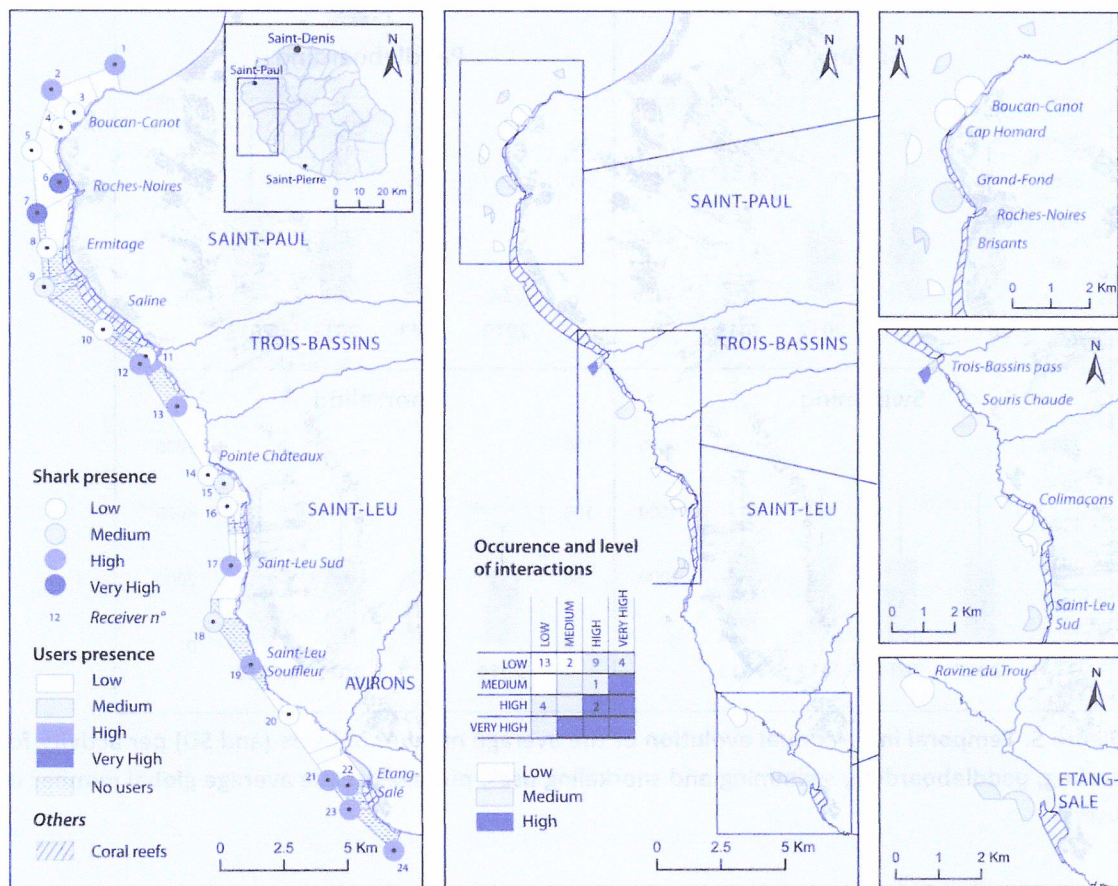 1
2
3
4
5
6
7
8
9
10
11
12
13
14
15
16
17
18
19
20
21
22
23
24
Saint-Denis
Saint-Paul
Saint-Pierre
0 10 20 Km
N
Boucan-Canot
Roches-Noires
Ermitage
SAINT-PAUL
Saline
TROIS-BASSINS
Pointe Châteaux
SAINT-LEU
Saint-Leu Sud
Saint-Leu
Souffleur
AVIRONS
Etang-
Salé
Shark presence
Low
Medium
High
Very High
12 Receiver n°
Users presence
Low
Medium
High
Very High
No users
Others
Coral reefs
0 2.5 5 Km
N
SAINT-PAUL
TROIS-BASSINS
SAINT-LEU
Occurence and level
of interactions
LOW MEDIUM HIGH VERY HIGH
LOW 13 2 9 4
MEDIUM 1
HIGH 4 2
VERY HIGH
Low
Medium
High
0 2.5 5 Km
N
Boucan-Canot
Cap Homard
Grand-Fond
Roches-Noires
Brisants
0 1 2 Km
N
Trois-Bassins pass
Souris Chaude
Colimaçons
Saint-Leu
Sud
0 1 2 Km
Ravine du Trou
N
ETANG-
SALE
0 1 2 Km